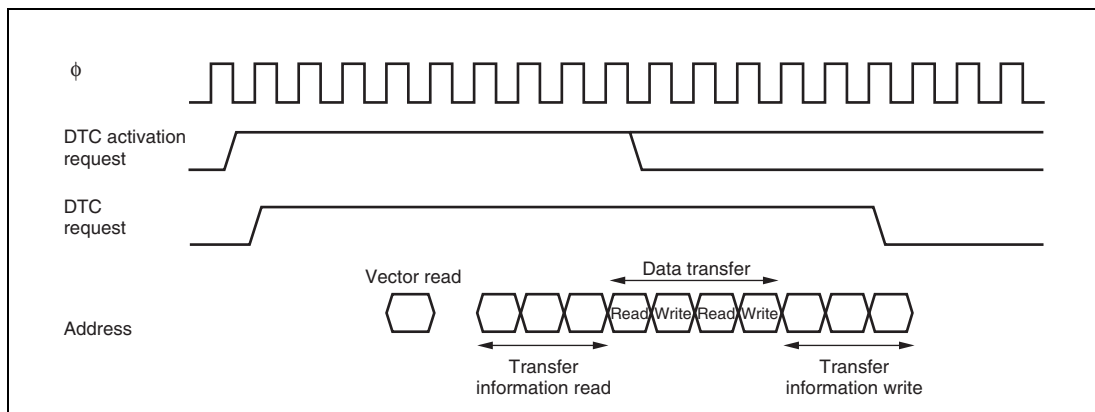 ϕ
DTC activation
request
DTC
request
Vector read
Data transfer
Address
Read Write Read Write
Transfer
information read
Transfer
information write